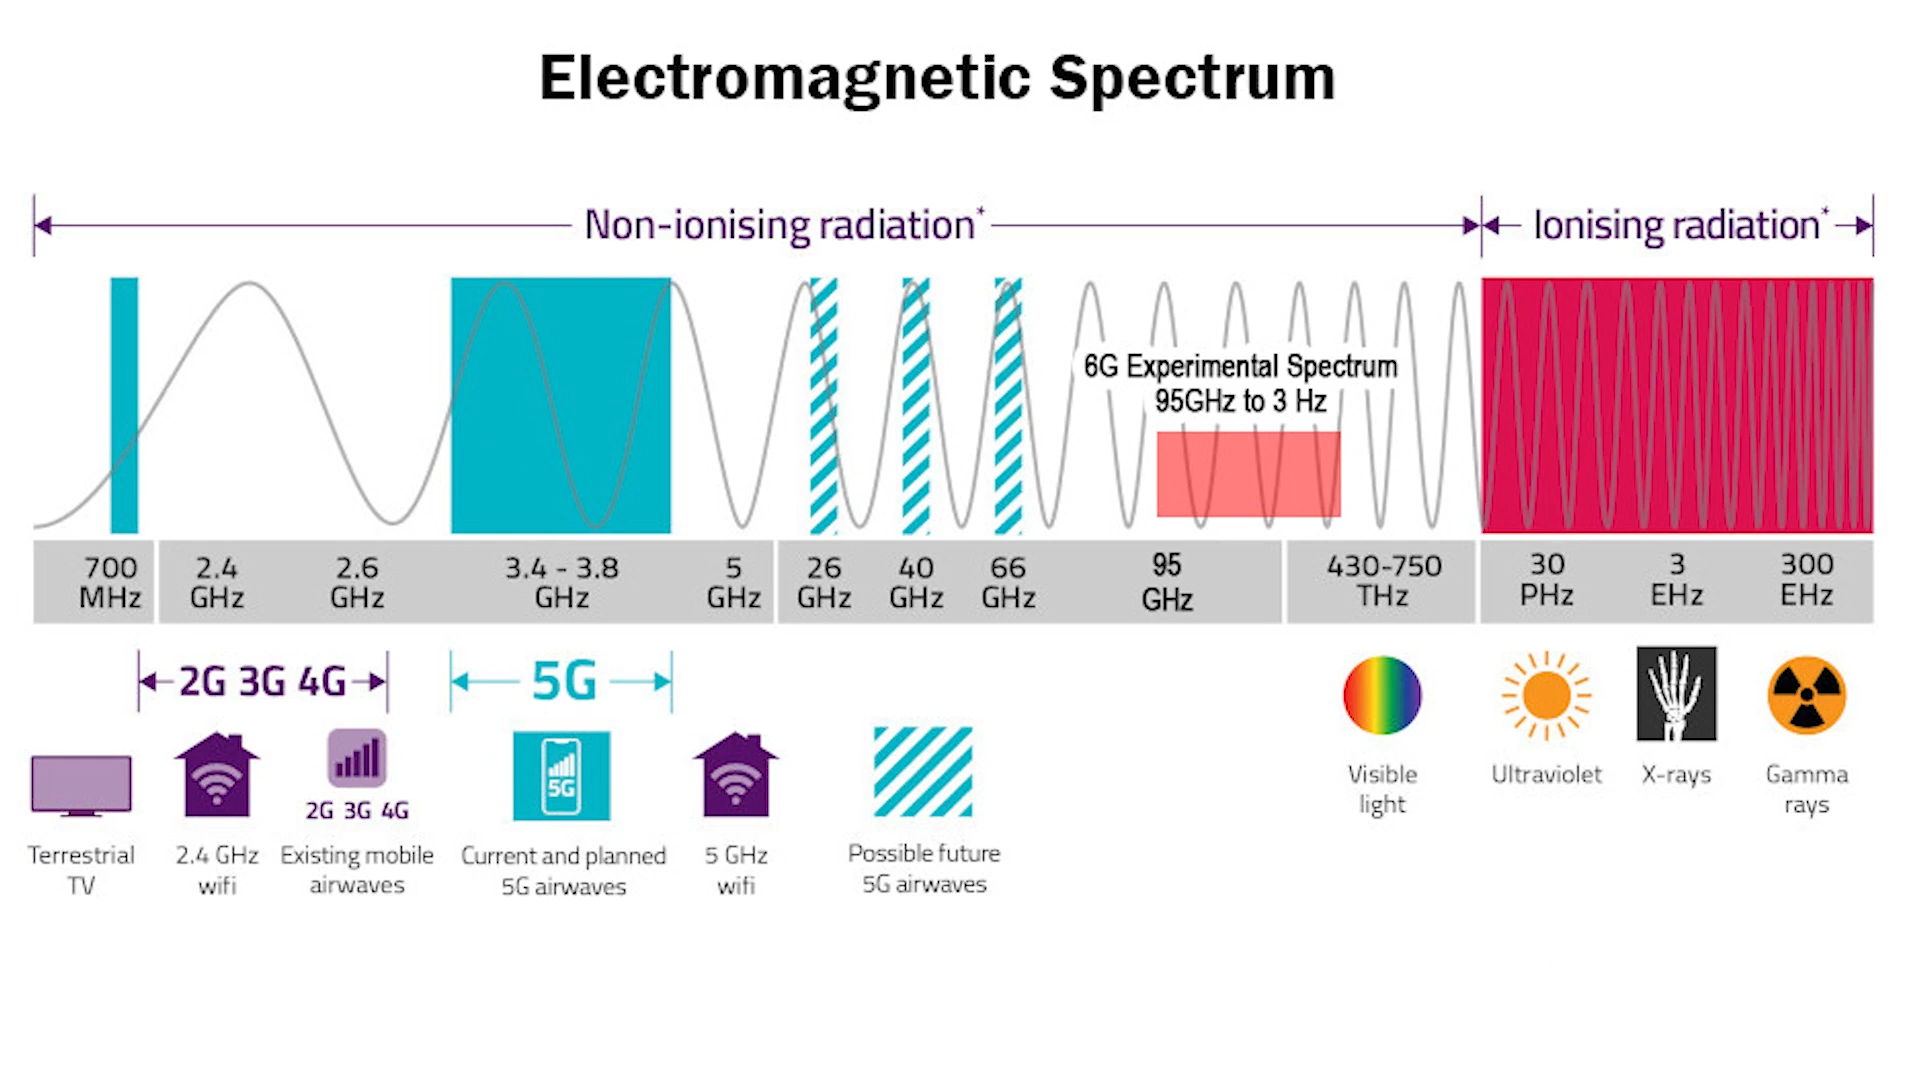 Electromagnetic Spectrum
Non-ionising radiation*
Ionising radiation*
6G Experimental Spectrum
95GHz to 3 Hz
700
MHz
2.4
GHz
2.6
GHz
3.4 - 3.8
GHz
5
GHz
26
GHz
40
GHz
66
GHz
95
GHz
430-750
THz
30
PHz
3
EHz
300
EHz
2G 3G 4G
5G
5G
2G 3G 4G
Terrestrial
TV
2.4 GHz
wifi
Existing mobile
airwaves
Current and planned
5G airwaves
5 GHz
wifi
Possible future
5G airwaves
Visible
light
Ultraviolet
X-rays
Gamma
rays